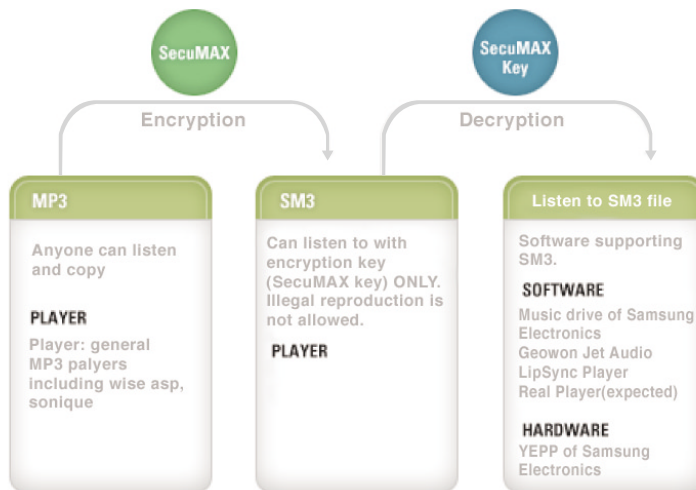 SecuMAX
SecuMAX
Key
Encryption
Decryption
MP3
Anyone can listen
and copy
PLAYER
Player: general
MP3 palyers
including wise asp,
sonique
SM3
Can listen to with
encryption key
(SecuMAX key) ONLY.
Illegal reproduction is
not allowed.
PLAYER
Listen to SM3 file
Software supporting
SM3.
SOFTWARE
Music drive of Samsung
Electronics
Geowon Jet Audio
LipSync Player
Real Player(expected)
HARDWARE
YEPP of Samsung
Electronics